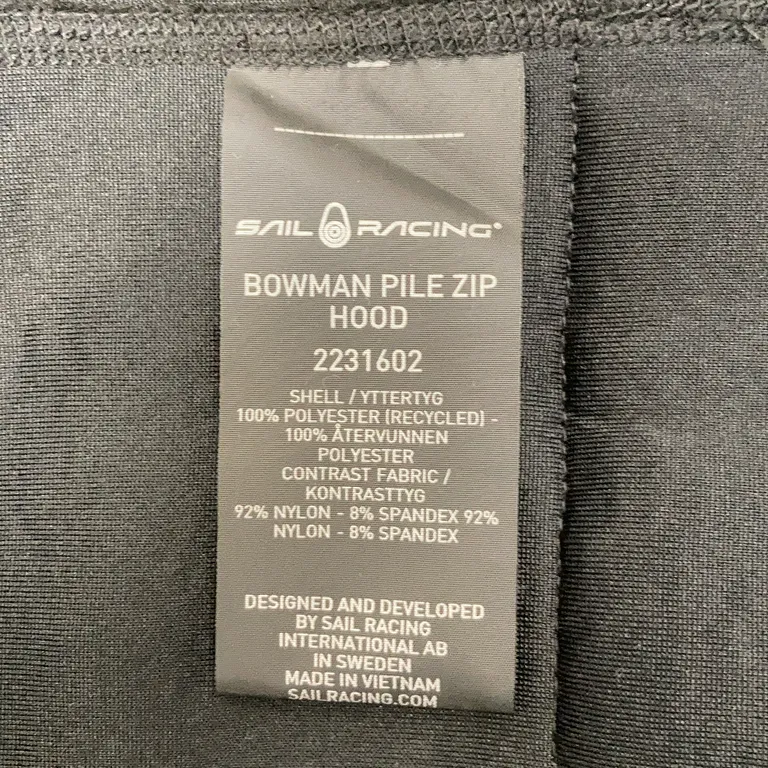 SAIL RACING®
BOWMAN PILE ZIP
HOOD
2231602
SHELL / YTTERTYG
100% POLYESTER (RECYCLED) -
100% ÅTERVUNNEN
POLYESTER
CONTRAST FABRIC /
KONTRASTTYG
92% NYLON - 8% SPANDEX 92%
NYLON - 8% SPANDEX
DESIGNED AND DEVELOPED
BY SAIL RACING
INTERNATIONAL AB
IN SWEDEN
MADE IN VIETNAM
SAILRACING.COM